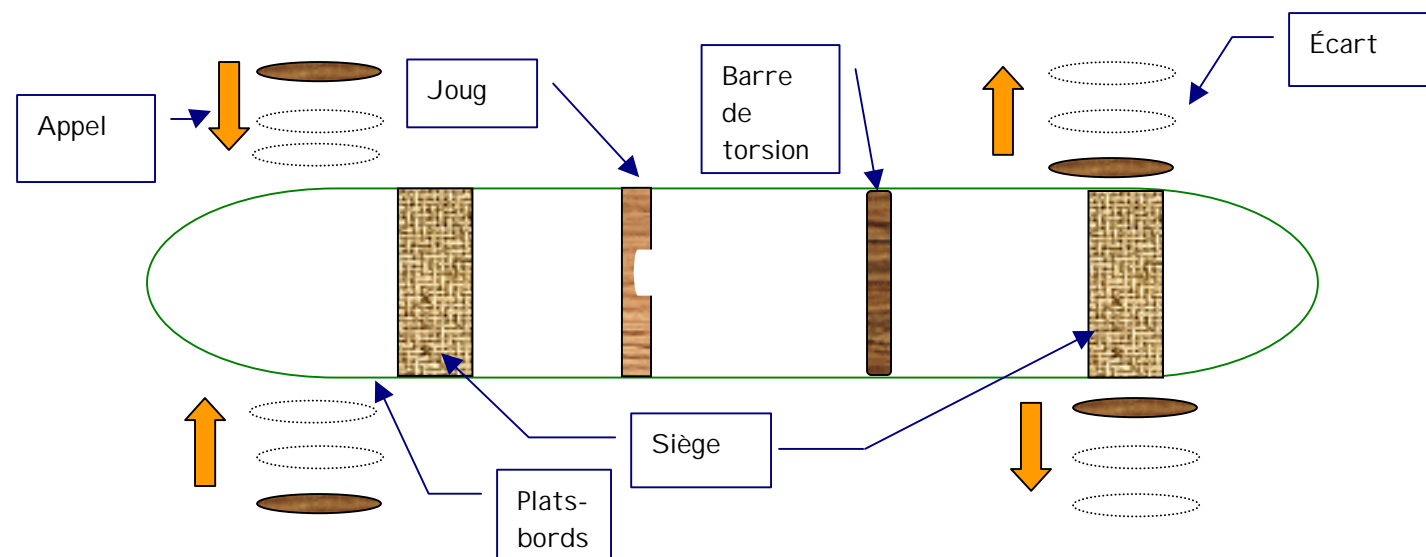 Appel
Joug
Barre
de
torsion
Écart
Siège
Plats-
bords